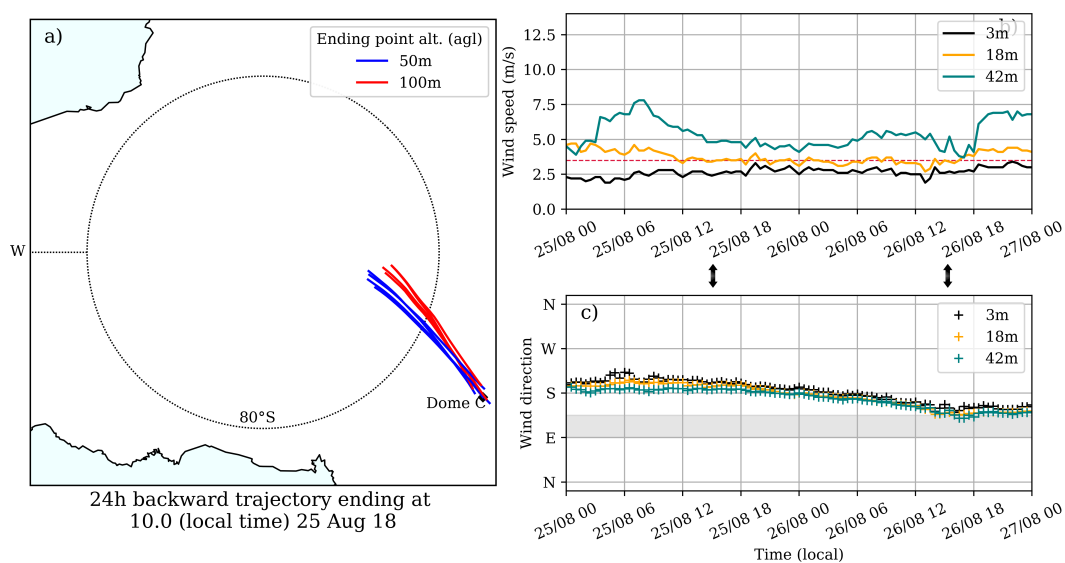 a)
Ending point alt. (agl)
50m
100m
W
80°S
Dome C
24h backward trajectory ending at
10.0 (local time) 25 Aug 18
b)
3m
18m
42m
Wind speed (m/s)
12.5
10.0
7.5
5.0
2.5
0.0
25/08 00
25/08 06
25/08 12
25/08 18
26/08 00
26/08 06
26/08 12
26/08 18
27/08 00
c)
3m
18m
42m
Wind direction
N
W
S
E
N
25/08 00
25/08 06
25/08 12
25/08 18
26/08 00
26/08 06
26/08 12
26/08 18
27/08 00
Time (local)